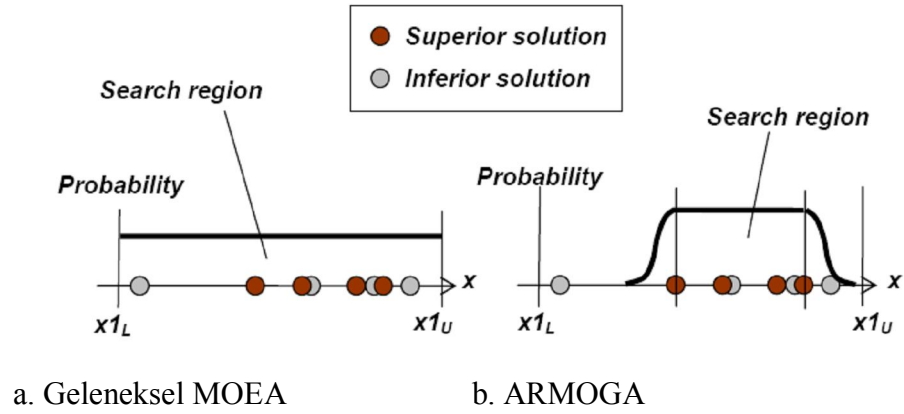 Superior solution
Inferior solution
Search region
Probability
x
x1L
x1U
Search region
Probability
x
x1L
x1U
a. Geleneksel MOEA
b. ARMOGA